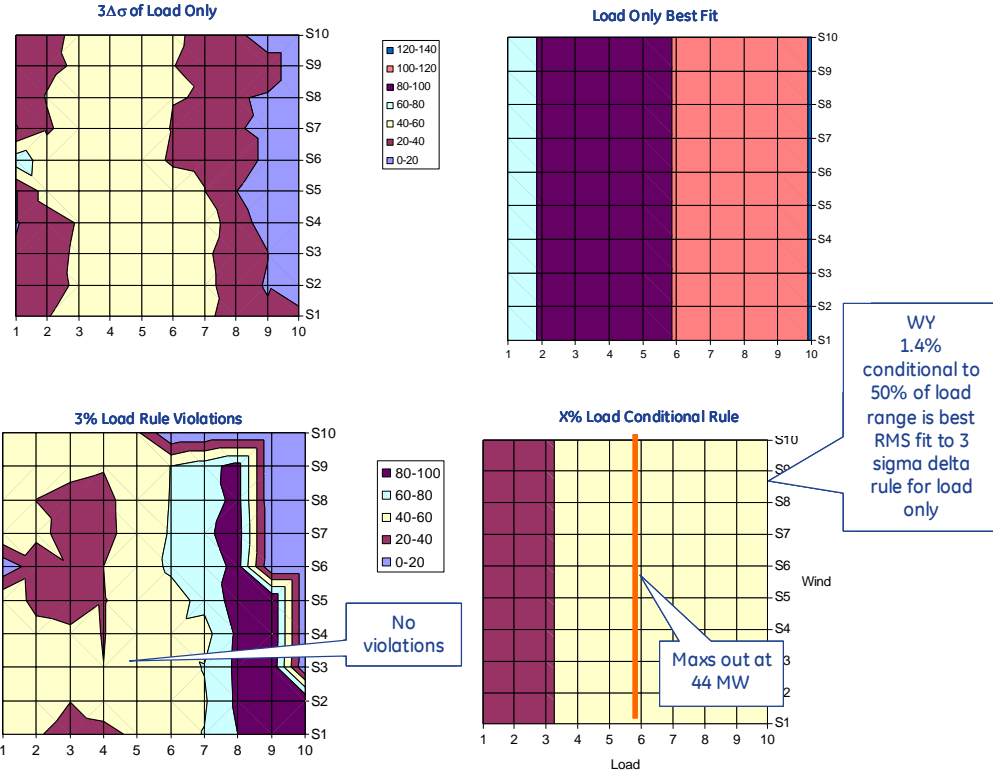 3Δσ of Load Only
S10
S9
S8
S7
S6
S5
S4
S3
S2
S1
1 2 3 4 5 6 7 8 9 10
120-140
100-120
80-100
60-80
40-60
20-40
0-20
Load Only Best Fit
S10
S9
S8
S7
S6
S5
S4
S3
S2
S1
1 2 3 4 5 6 7 8 9 10
WY
1.4%
conditional to
50% of load
range is best
RMS fit to 3
sigma delta
rule for load
only
3% Load Rule Violations
S10
S9
S8
S7
S6
S5
S4
S3
S2
S1
1 2 3 4 5 6 7 8 9 10
80-100
60-80
40-60
20-40
0-20
No
violations
X% Load Conditional Rule
S10
S9
S8
S7
S6
S5
S4
3
2
S1
Wind
Maxs out at
44 MW
1 2 3 4 5 6 7 8 9 10
Load